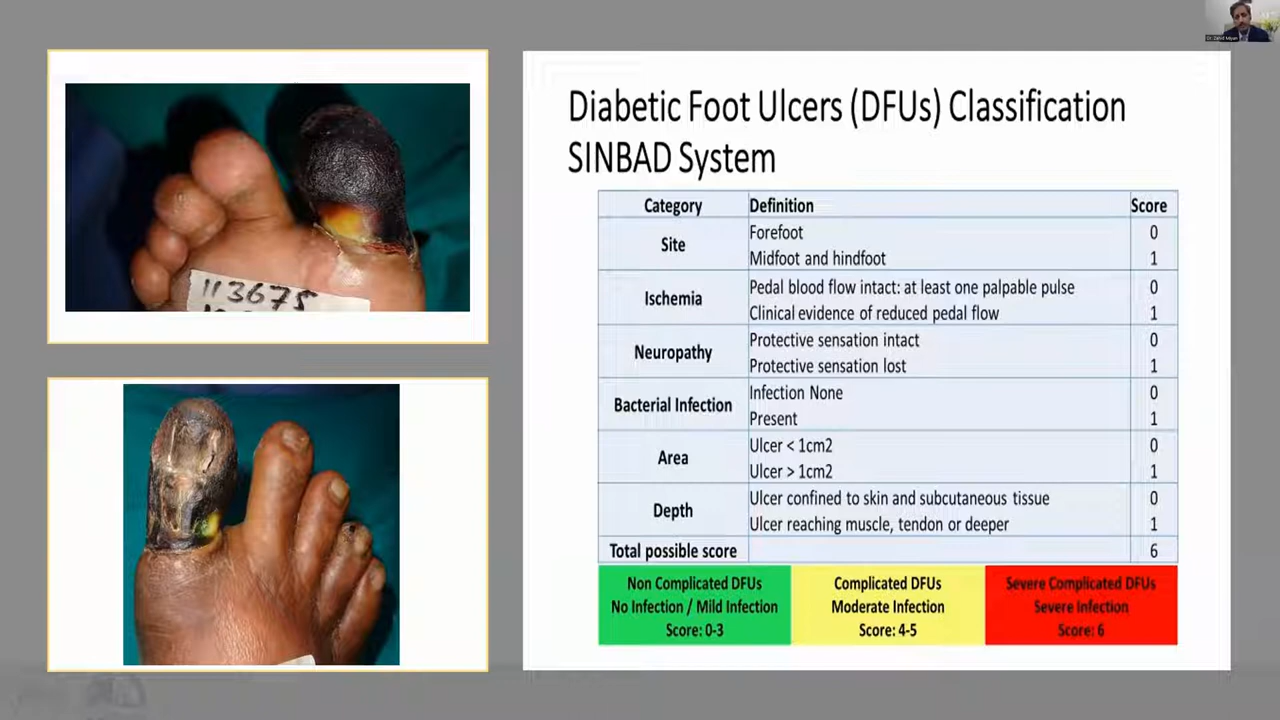 Dr. Zahid Miyan
113675
Diabetic Foot Ulcers (DFUs) Classification
SINBAD System
Category Definition Score
Site
Forefoot 0
Midfoot and hindfoot 1
Ischemia
Pedal blood flow intact: at least one palpable pulse 0
Clinical evidence of reduced pedal flow 1
Neuropathy
Protective sensation intact 0
Protective sensation lost 1
Bacterial Infection
Infection None 0
Present 1
Area
Ulcer < 1cm2 0
Ulcer > 1cm2 1
Depth
Ulcer confined to skin and subcutaneous tissue 0
Ulcer reaching muscle, tendon or deeper 1
Total possible score 6
Non Complicated DFUs
No Infection / Mild Infection
Score: 0-3
Complicated DFUs
Moderate Infection
Score: 4-5
Severe Complicated DFUs
Severe Infection
Score: 6